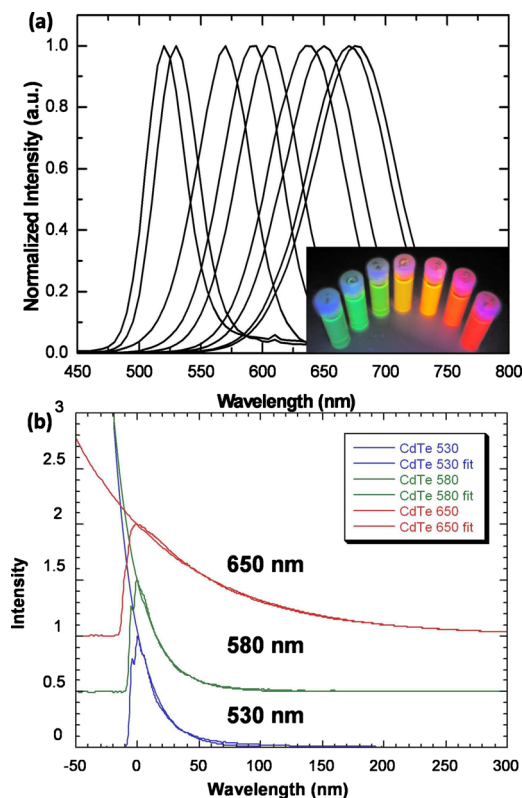 (a)
Normalized Intensity (a.u.)
1.0
0.8
0.6
0.4
0.2
0.0
450 500 550 600 650 700 750 800
Wavelength (nm)
(b)
Intensity
3
2.5
2
1.5
1
0.5
0
CdTe 530
CdTe 530 fit
CdTe 580
CdTe 580 fit
CdTe 650
CdTe 650 fit
650 nm
580 nm
530 nm
-50 0 50 100 150 200 250 300
Wavelength (nm)